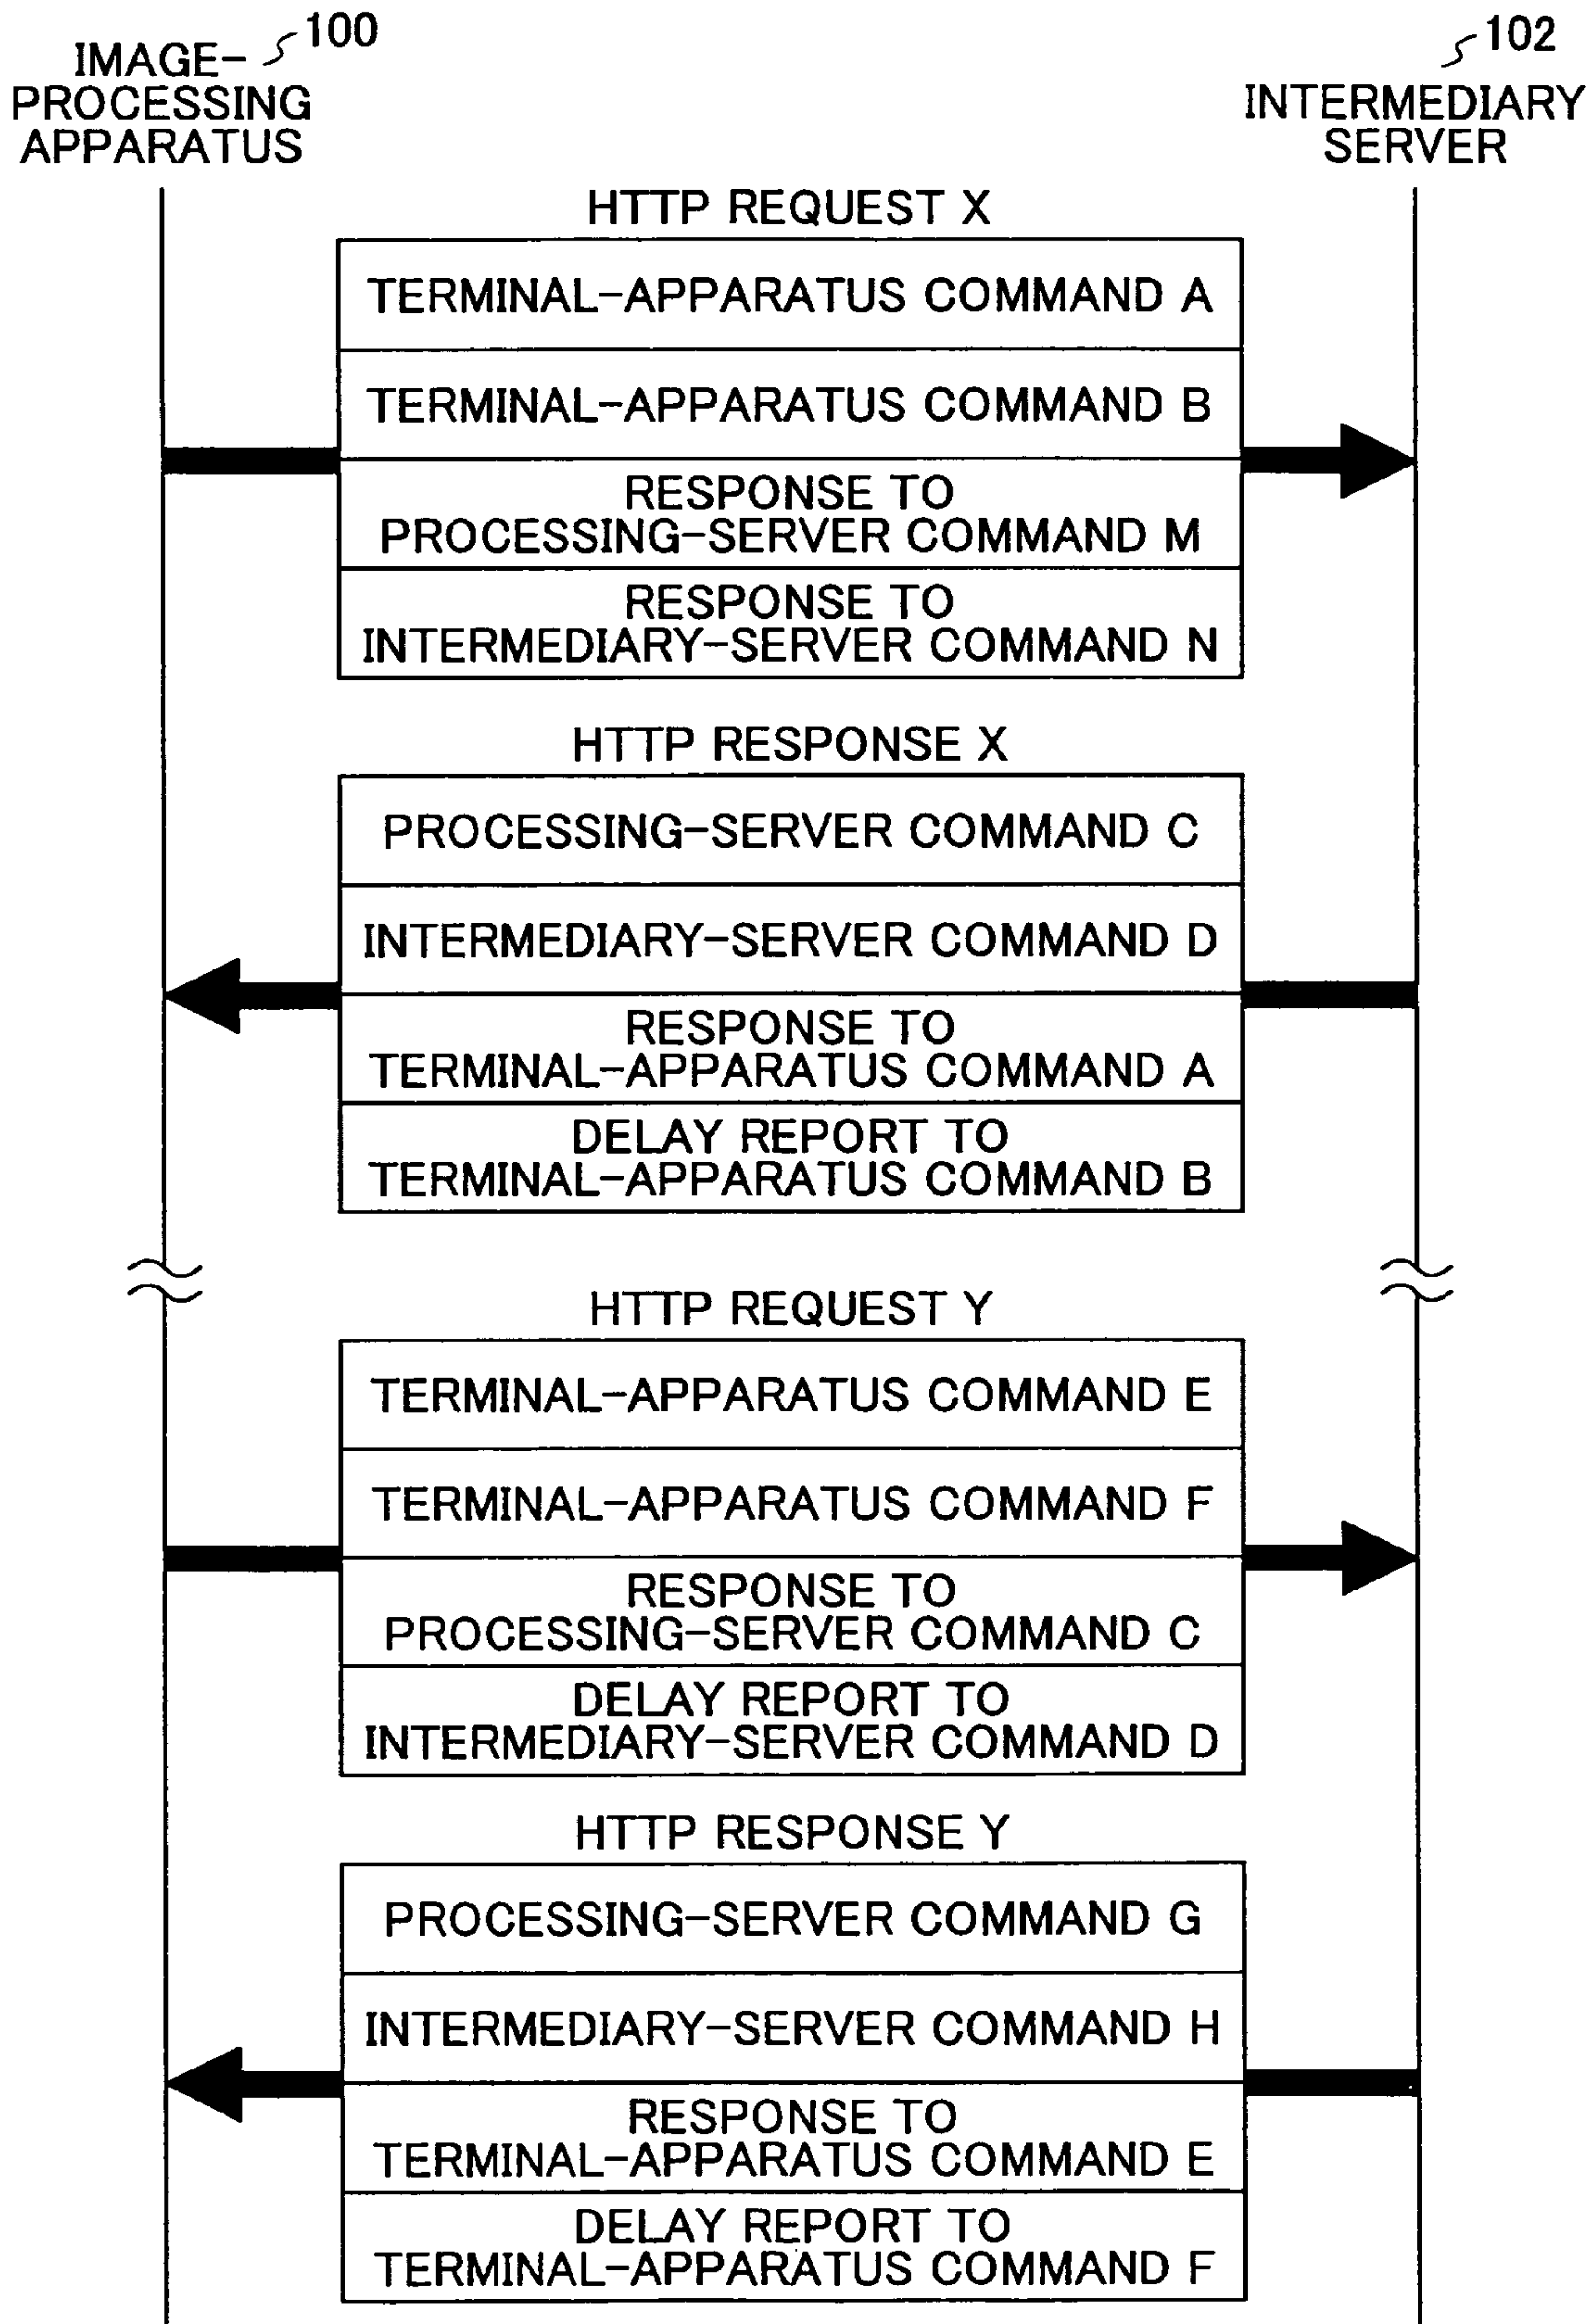 100
IMAGE-
PROCESSING
APPARATUS
102
INTERMEDIARY
SERVER
HTTP REQUEST X
TERMINAL-APPARATUS COMMAND A
TERMINAL-APPARATUS COMMAND B
RESPONSE TO
PROCESSING-SERVER COMMAND M
RESPONSE TO
INTERMEDIARY-SERVER COMMAND N
HTTP RESPONSE X
PROCESSING-SERVER COMMAND C
INTERMEDIARY-SERVER COMMAND D
RESPONSE TO
TERMINAL-APPARATUS COMMAND A
DELAY REPORT TO
TERMINAL-APPARATUS COMMAND B
HTTP REQUEST Y
TERMINAL-APPARATUS COMMAND E
TERMINAL-APPARATUS COMMAND F
RESPONSE TO
PROCESSING-SERVER COMMAND C
DELAY REPORT TO
INTERMEDIARY-SERVER COMMAND D
HTTP RESPONSE Y
PROCESSING-SERVER COMMAND G
INTERMEDIARY-SERVER COMMAND H
RESPONSE TO
TERMINAL-APPARATUS COMMAND E
DELAY REPORT TO
TERMINAL-APPARATUS COMMAND F